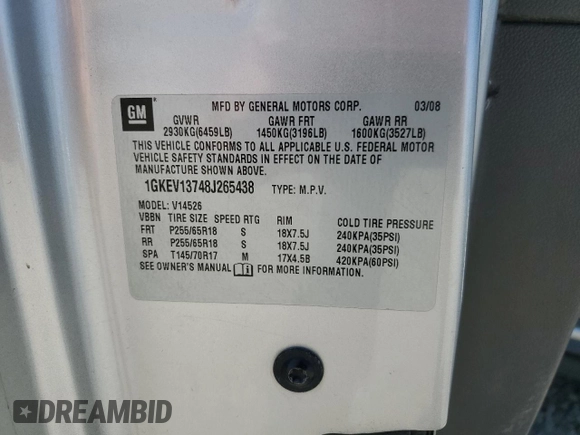 GM
MFD BY GENERAL MOTORS CORP. 03/08
GVWR GAWR FRT GAWR RR
2930KG(6459LB) 1450KG(3196LB) 1600KG(3527LB)
THIS VEHICLE CONFORMS TO ALL APPLICABLE U.S. FEDERAL MOTOR
VEHICLE SAFETY STANDARDS IN EFFECT ON THE DATE OF
MANUFACTURE SHOWN ABOVE.
1GKEV13748J265438 TYPE: M.P.V.
MODEL: V14526
VBBN TIRE SIZE SPEED RTG RIM COLD TIRE PRESSURE
FRT P255/65R18 S 18X7.5J 240KPA(35PSI)
RR P255/65R18 S 18X7.5J 240KPA(35PSI)
SPA T145/70R17 M 17X4.5B 420KPA(60PSI)
SEE OWNER'S MANUAL FOR MORE INFORMATION.
DREAMBID